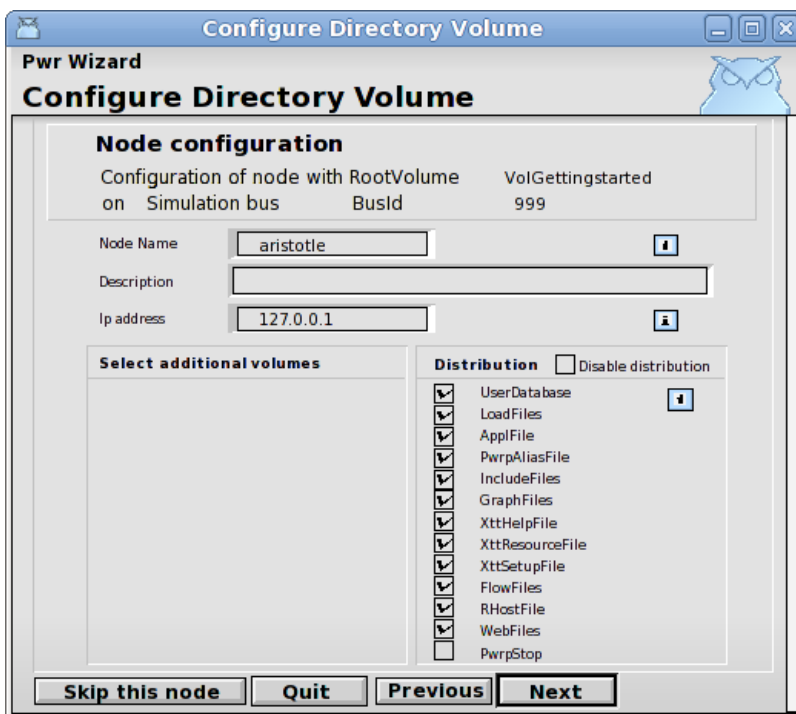 Configure Directory Volume
Pwr Wizard
Configure Directory Volume
Node configuration
Configuration of node with RootVolume VolGettingstarted
on Simulation bus BusId 999
Node Name aristotle
Description
Ip address 127.0.0.1
Select additional volumes
Distribution Disable distribution
UserDatabase
LoadFiles
ApplFile
PwrpAliasFile
IncludeFiles
GraphFiles
XttHelpFile
XttResourceFile
XttSetupFile
FlowFiles
RHostFile
WebFiles
PwrpStop
Skip this node Quit Previous Next